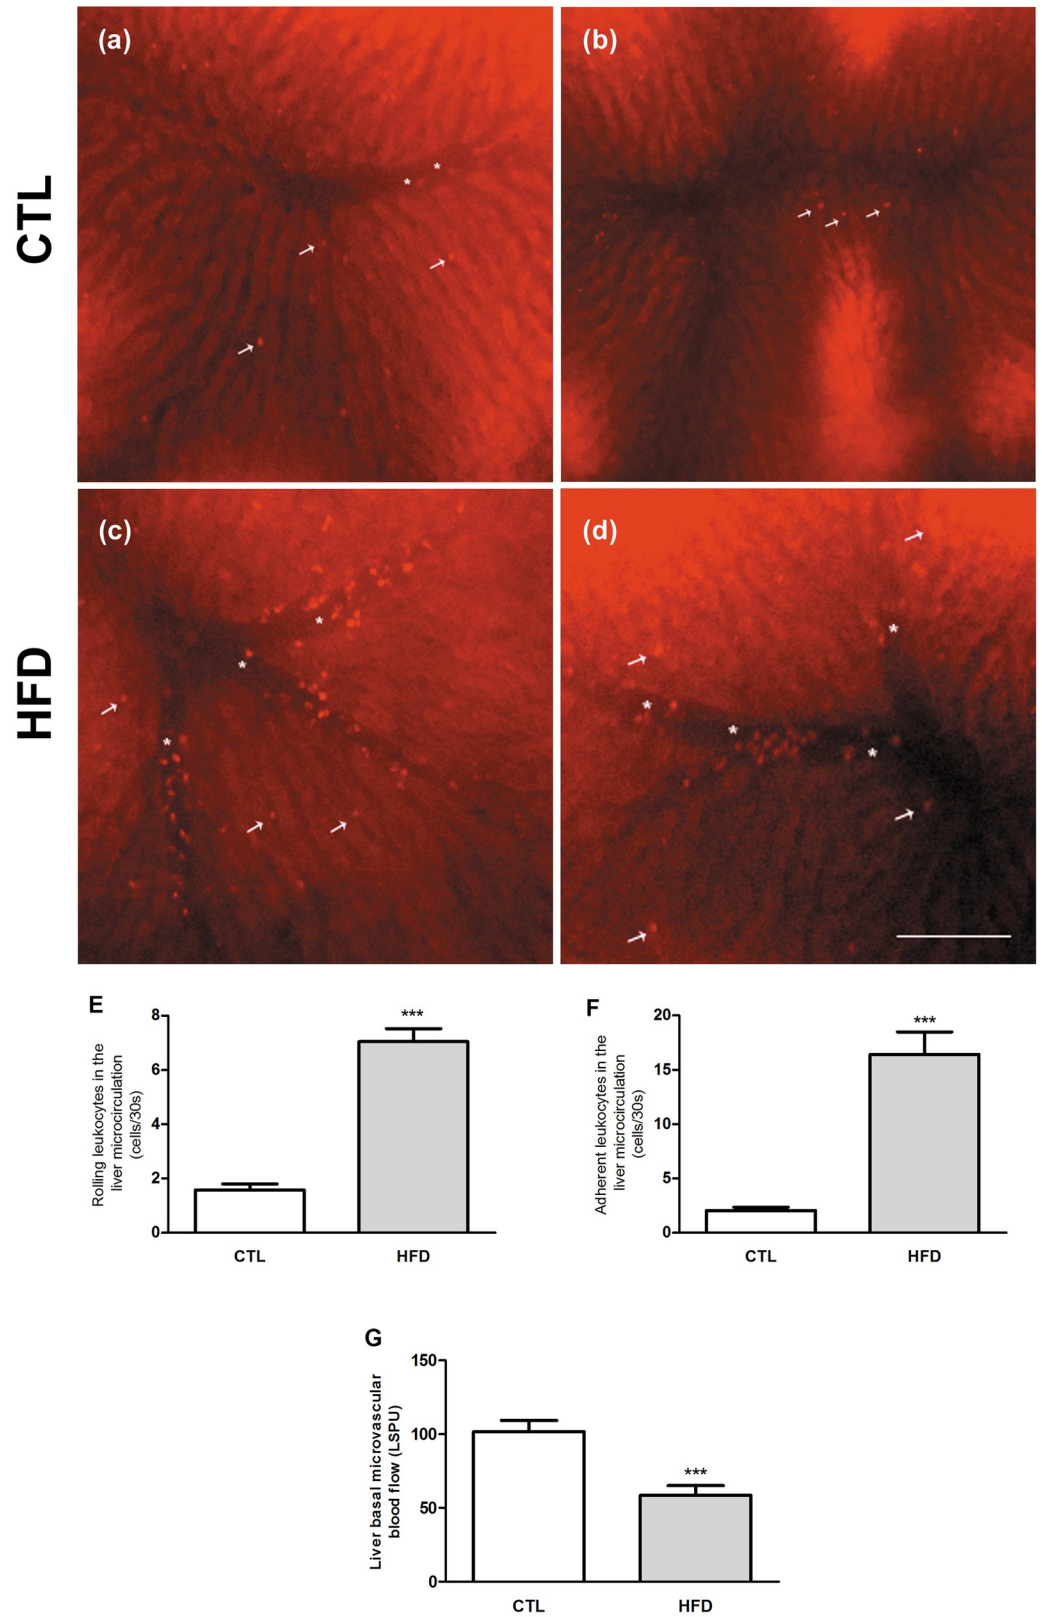 (a)
(b)
CTL
* *
(c)
(d)
HFD
* * *
* * * *
E
***
8
6
4
2
0
Rolling leukocytes in the
liver microcirculation
(cells/30s)
CTL HFD
F
***
20
15
10
5
0
Adherent leukocytes in the
liver microcirculation
(cells/30s)
CTL HFD
G
150
100
50
0
***
Liver basal microvascular
blood flow (LSPU)
CTL HFD